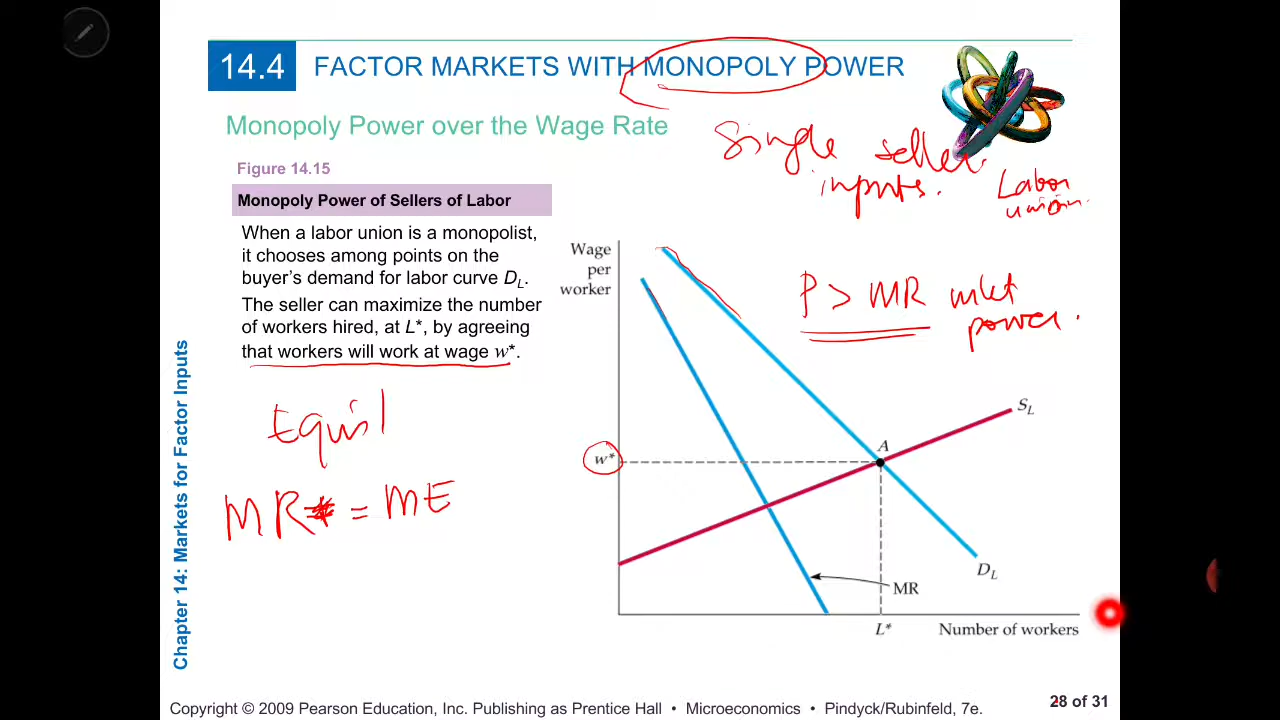 14.4 FACTOR MARKETS WITH MONOPOLY POWER
Monopoly Power over the Wage Rate
Single seller
inputs.
Labor
union.
Figure 14.15
Monopoly Power of Sellers of Labor
When a labor union is a monopolist,
it chooses among points on the
buyer's demand for labor curve DL.
The seller can maximize the number
of workers hired, at L*, by agreeing
that workers will work at wage w*.
Equil
MR = ME
Wage
per
worker
P > MR mkt
power.
SL
A
w*
DL
MR
L*
Number of workers
Chapter 14: Markets for Factor Inputs
Copyright © 2009 Pearson Education, Inc. Publishing as Prentice Hall • Microeconomics • Pindyck/Rubinfeld, 7e.
28 of 31